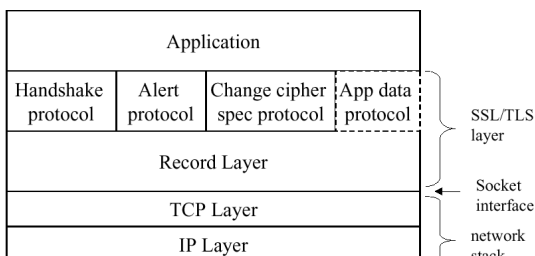 Application
Handshake
protocol
Alert
protocol
Change cipher
spec protocol
App data
protocol
SSL/TLS
layer
Record Layer
Socket
interface
TCP Layer
network
stack
IP Layer